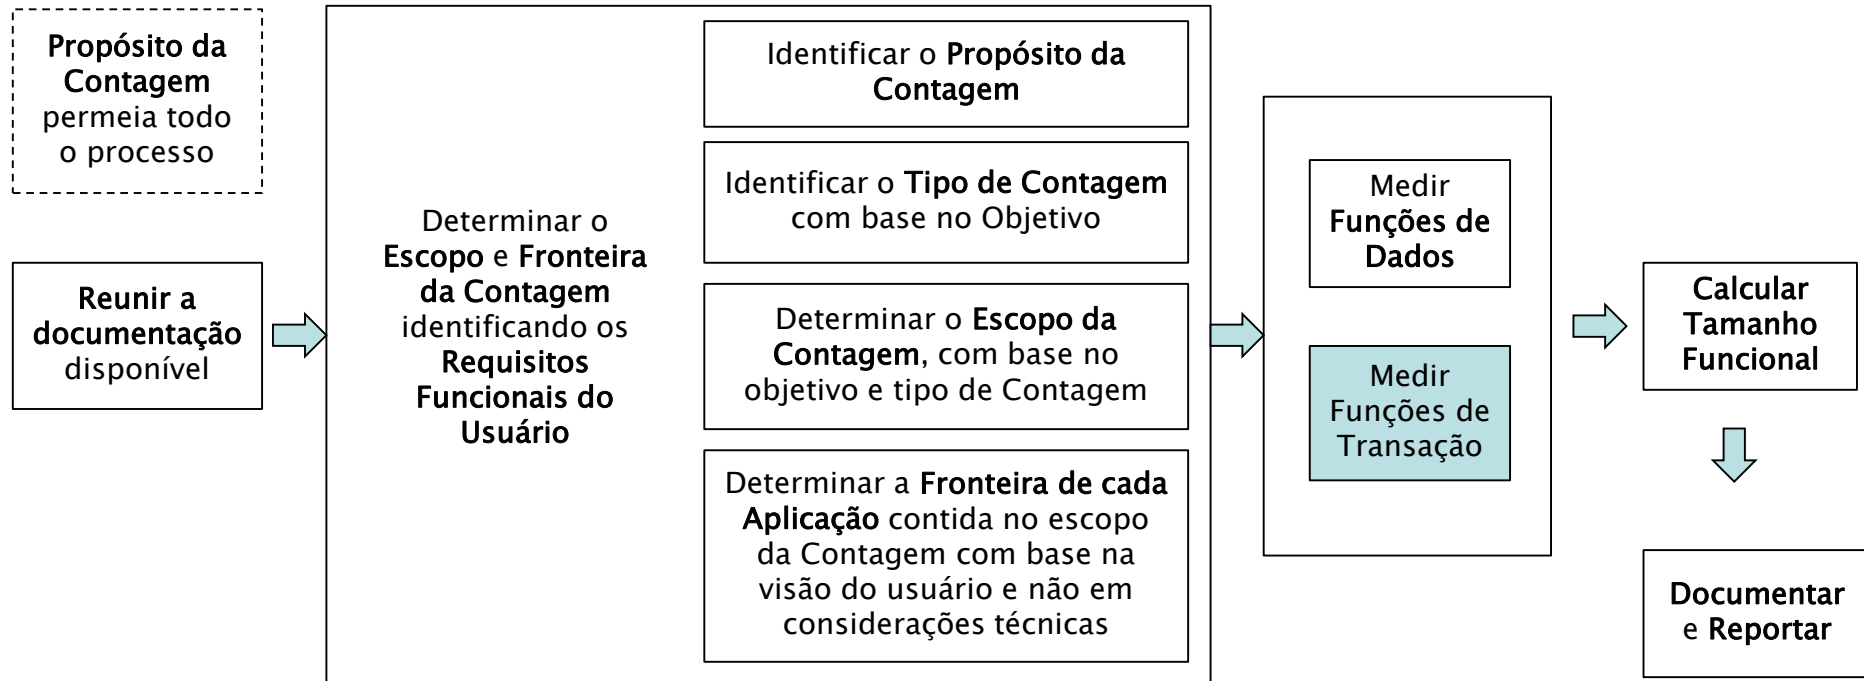 Propósito da
Contagem
permeia todo
o processo
Reunir a
documentação
disponível
Determinar o
Escopo e Fronteira
da Contagem
identificando os
Requisitos
Funcionais do
Usuário
Identificar o Propósito da
Contagem
Identificar o Tipo de Contagem
com base no Objetivo
Determinar o Escopo da
Contagem, com base no
objetivo e tipo de Contagem
Determinar a Fronteira de cada
Aplicação contida no escopo
da Contagem com base na
visão do usuário e não em
considerações técnicas
Medir
Funções de
Dados
Medir
Funções de
Transação
Calcular
Tamanho
Funcional
Documentar
e Reportar